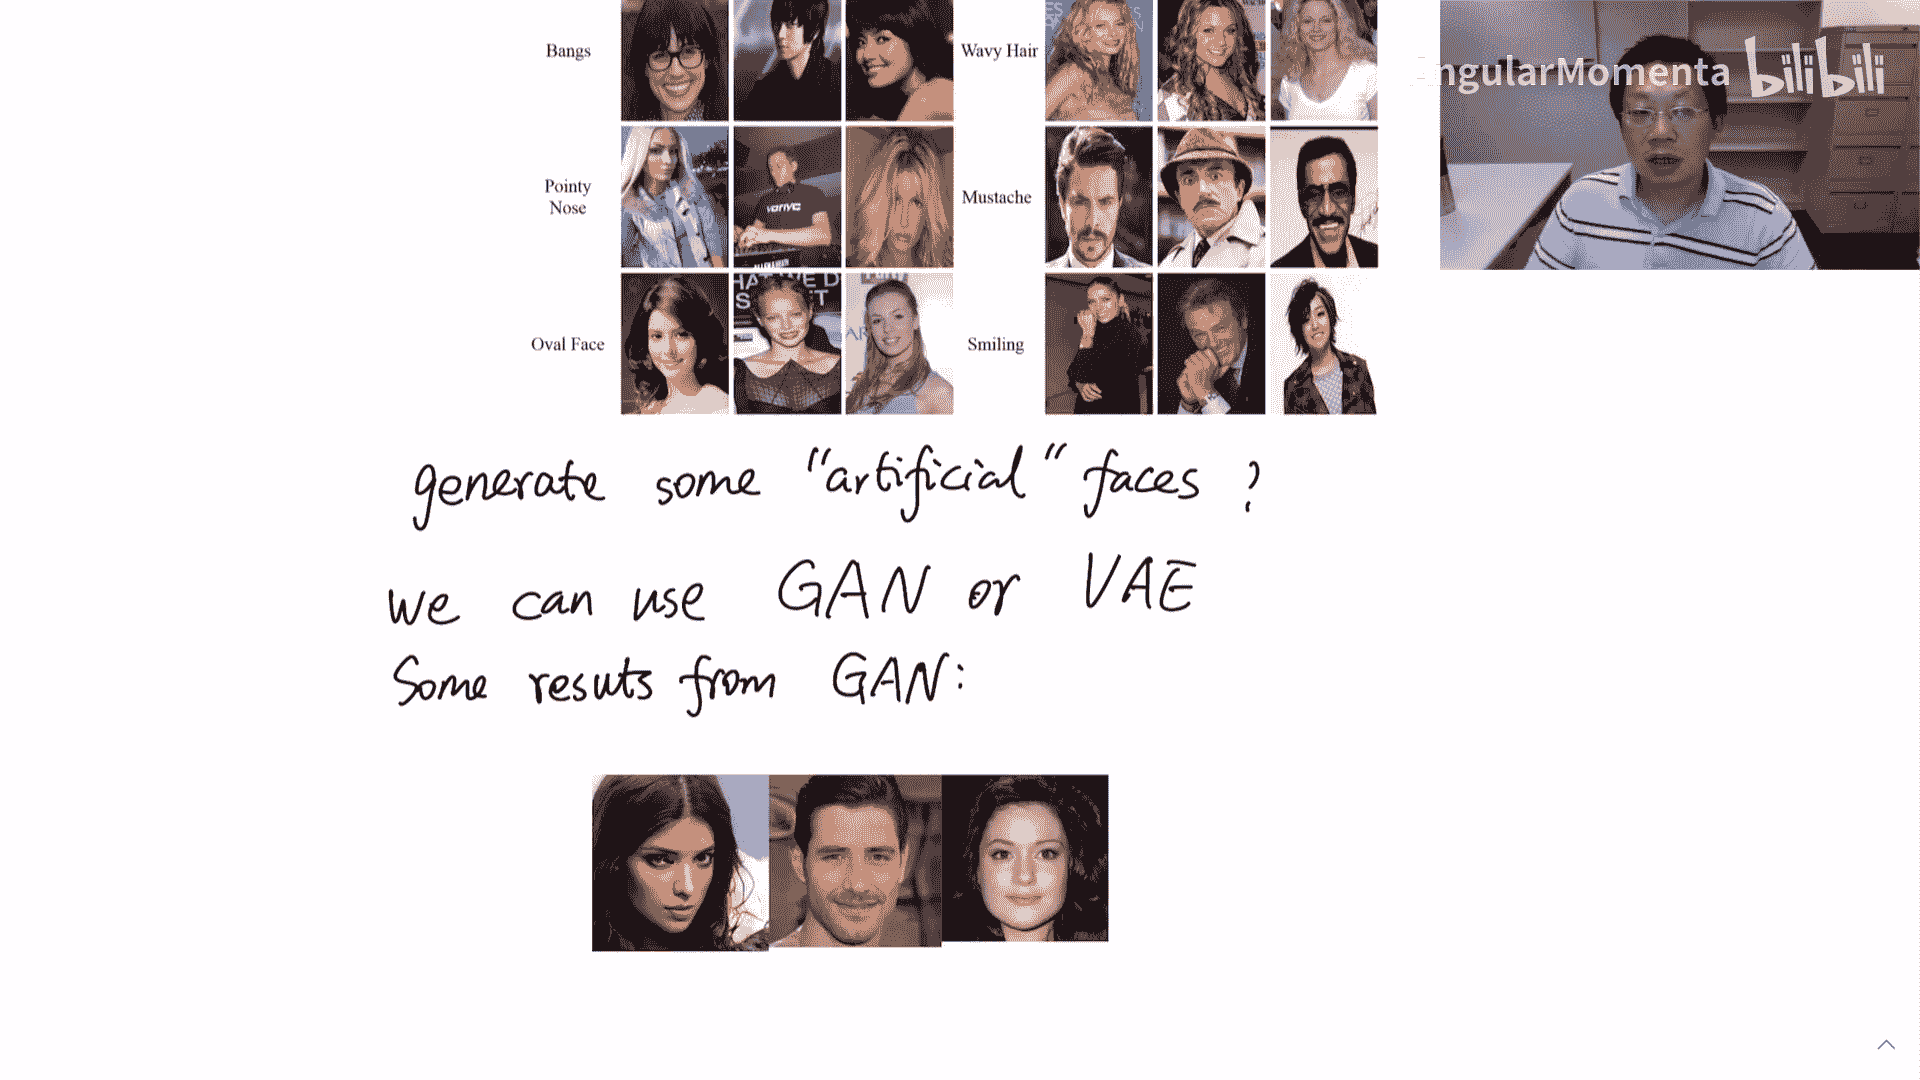 Bangs
Wavy Hair
ngularMomenta bilibili
Pointy
Nose
Mustache
Oval Face
Smiling
generate some "artificial" faces ?
we can use GAN or VAE
Some resuts from GAN: